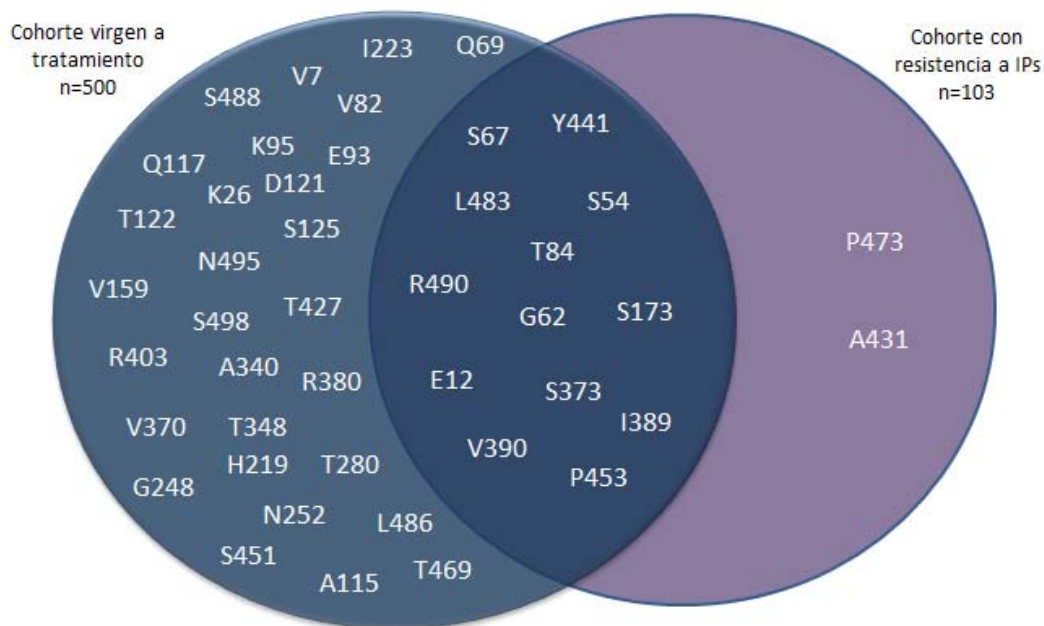 Cohorte virgen a
tratamiento
n=500
Cohorte con
resistencia a IPs
n=103
I223
Q69
V7
S488
V82
K95
E93
Q117
K26
D121
T122
S125
N495
V159
T427
S498
R403
A340
R380
V370
T348
H219
T280
G248
N252
L486
S451
A115
T469
S67
Y441
L483
S54
T84
R490
G62
S173
E12
S373
I389
V390
P453
P473
A431